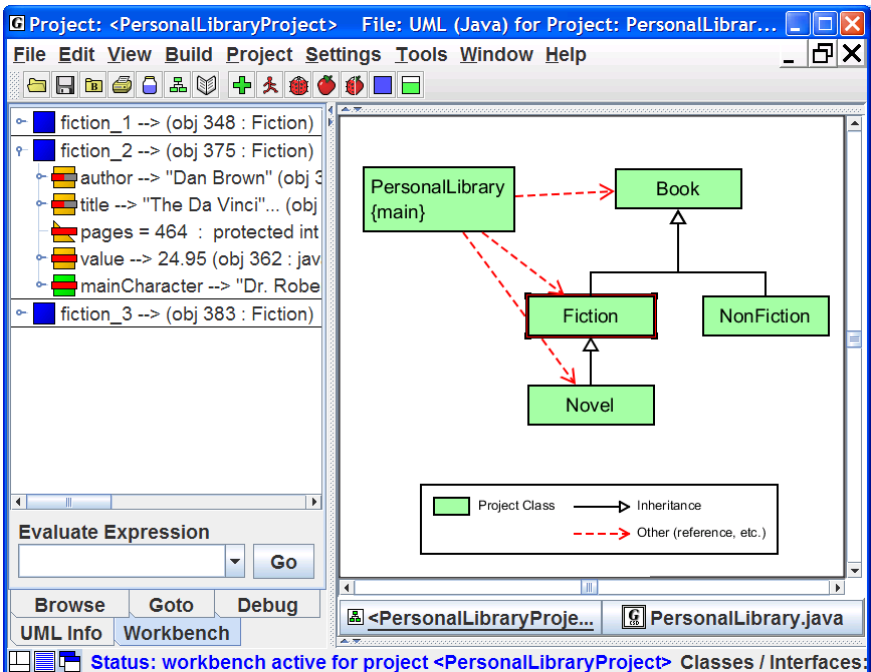 Project: <PersonalLibraryProject> File: UML (Java) for Project: PersonalLibrar...
File Edit View Build Project Settings Tools Window Help
fiction_1 --> (obj 348 : Fiction)
fiction_2 --> (obj 375 : Fiction)
author --> "Dan Brown" (obj 3
title --> "The Da Vinci"... (obj
pages = 464 : protected int
value --> 24.95 (obj 362 : jav
mainCharacter --> "Dr. Robe
fiction_3 --> (obj 383 : Fiction)
Evaluate Expression
Go
Browse Goto Debug
UML Info Workbench
PersonalLibrary
{main}
Book
Fiction
NonFiction
Novel
Project Class
Inheritance
Other (reference, etc.)
<PersonalLibraryProje...
PersonalLibrary.java
Status: workbench active for project <PersonalLibraryProject> Classes / Interfaces: